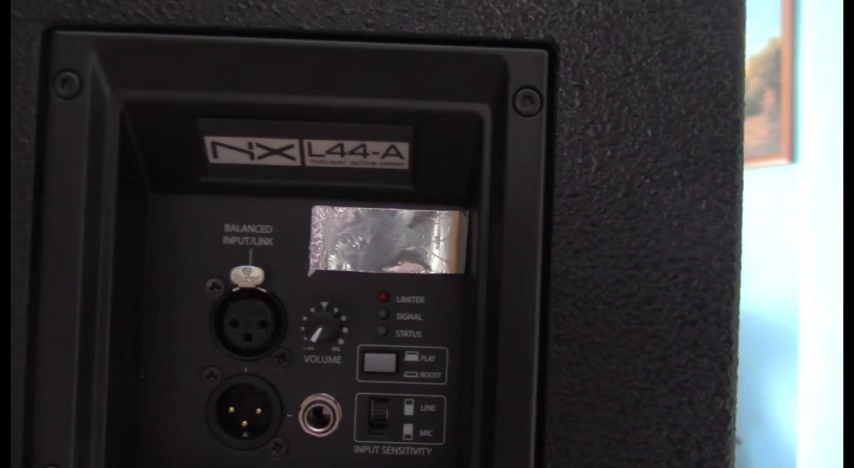 NX L44-A
TWO-WAY ACTIVE ARRAY
BALANCED
INPUT/LINK
LIMITER
SIGNAL
STATUS
VOLUME
FLAT
BOOST
LINE
MIC
INPUT SENSITIVITY